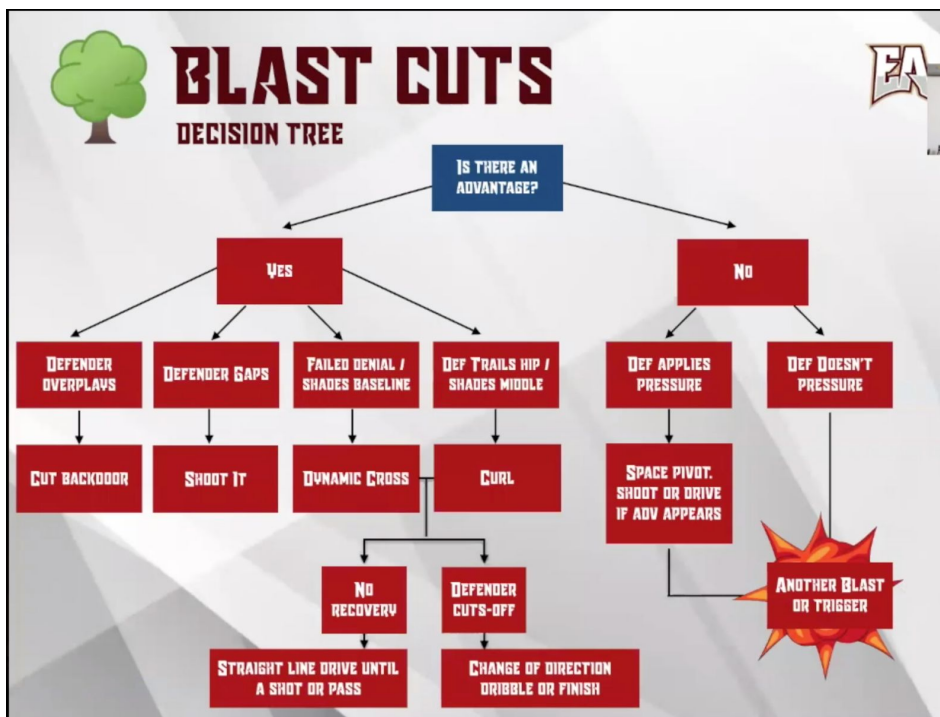 BLAST CUTS
DECISION TREE
EA
IS THERE AN
ADVANTAGE?
YES
NO
DEFENDER
OVERPLAYS
DEFENDER GAPS
FAILED DENIAL /
SHADES BASELINE
DEF TRAILS HIP /
SHADES MIDDLE
DEF APPLIES
PRESSURE
DEF DOESN'T
PRESSURE
CUT BACKDOOR
SHOOT IT
DYNAMIC CROSS
CURL
SPACE PIVOT.
SHOOT OR DRIVE
IF ADV APPEARS
NO
RECOVERY
DEFENDER
CUTS-OFF
ANOTHER BLAST
OR TRIGGER
STRAIGHT LINE DRIVE UNTIL
A SHOT OR PASS
CHANGE OF DIRECTION
DRIBBLE OR FINISH